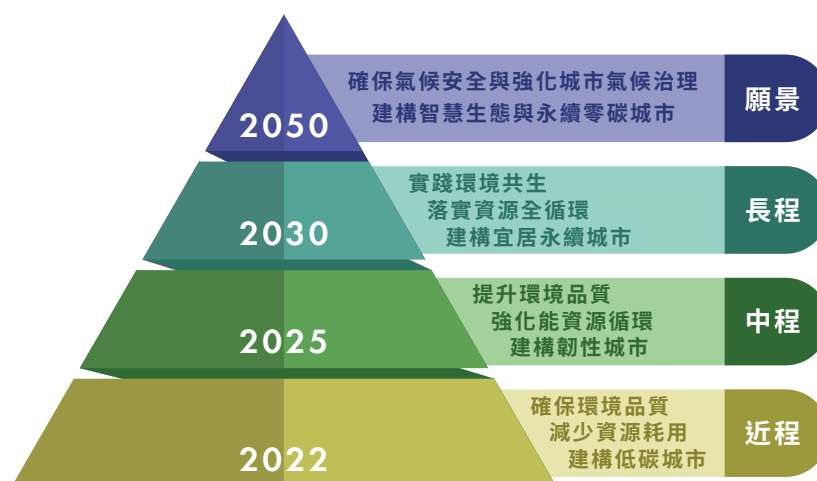 2050
確保氣候安全與強化城市氣候治理
建構智慧生態與永續零碳城市
願景
2030
實踐環境共生
落實資源全循環
建構宜居永續城市
長程
2025
提升環境品質
強化能資源循環
建構韌性城市
中程
2022
確保環境品質
減少資源耗用
建構低碳城市
近程